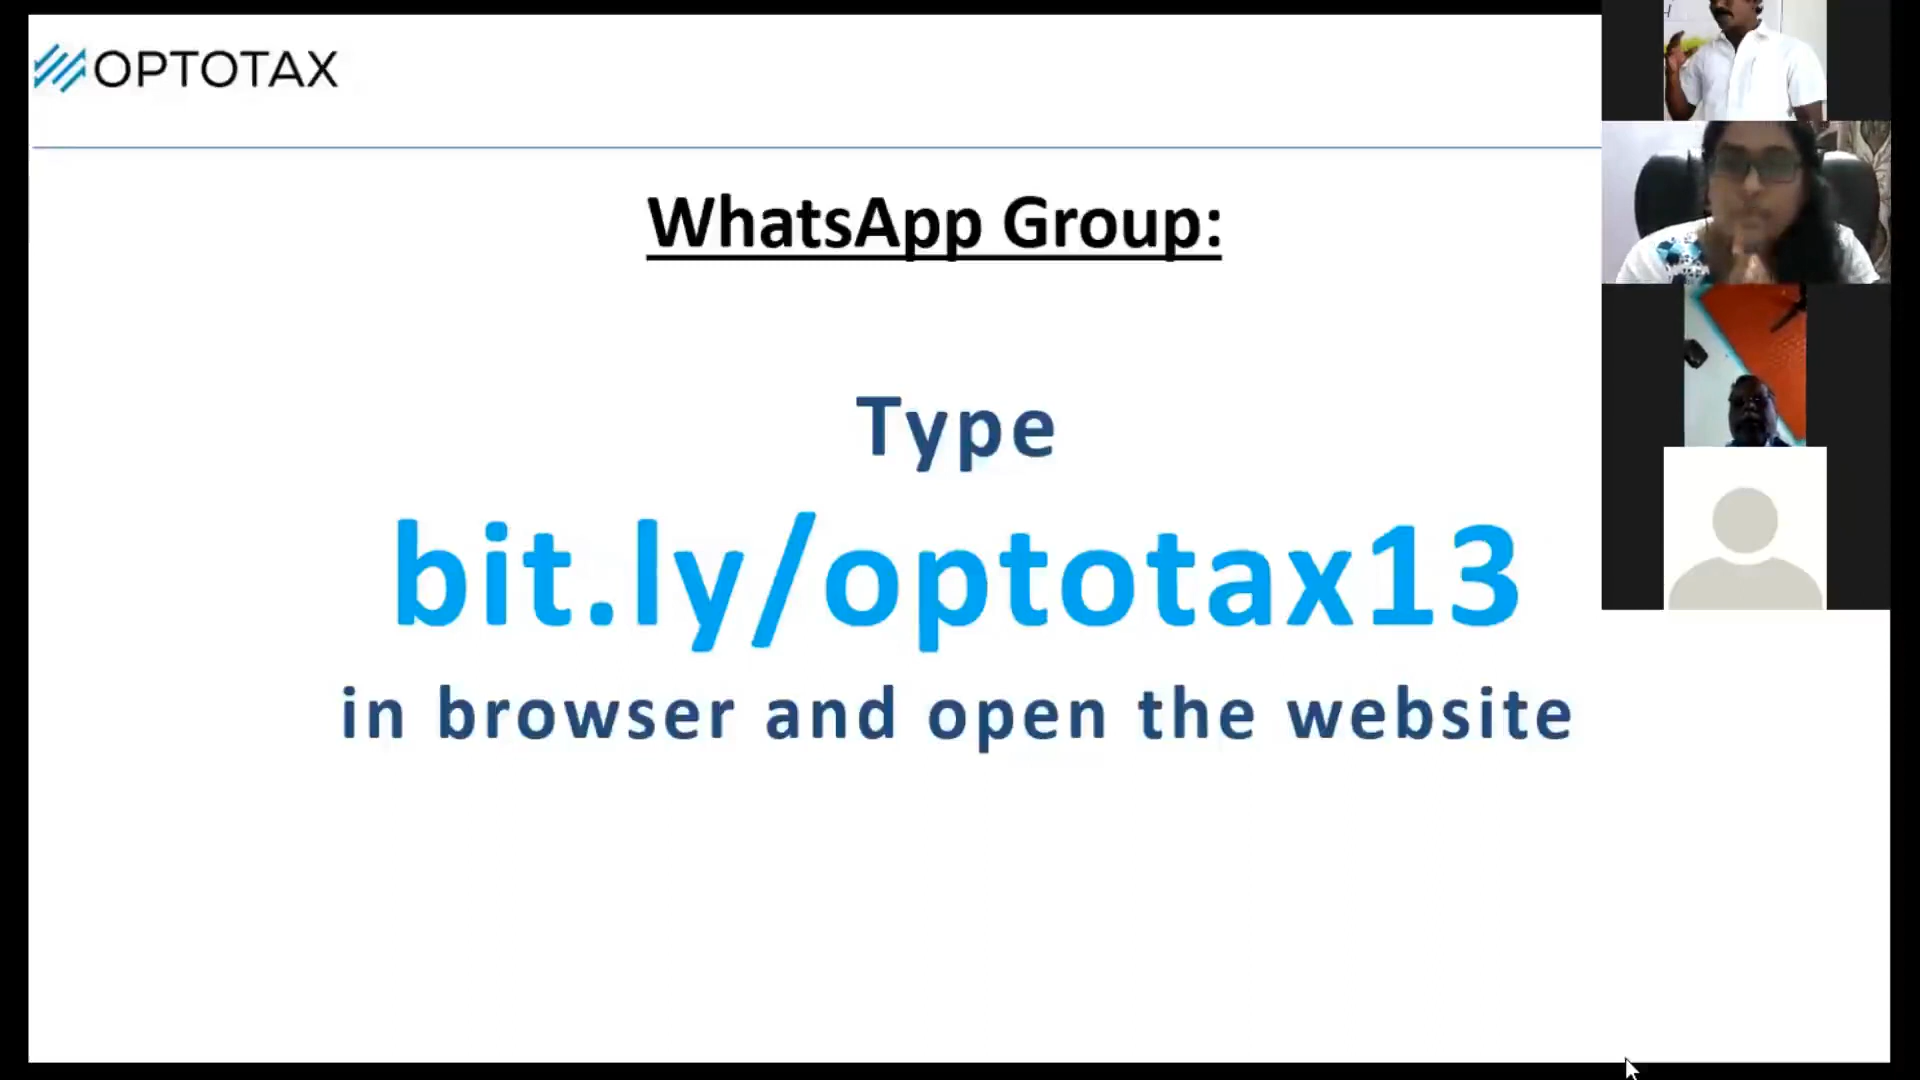 OPTOTAX
WhatsApp Group:
Type
bit.ly/optotax13
in browser and open the website